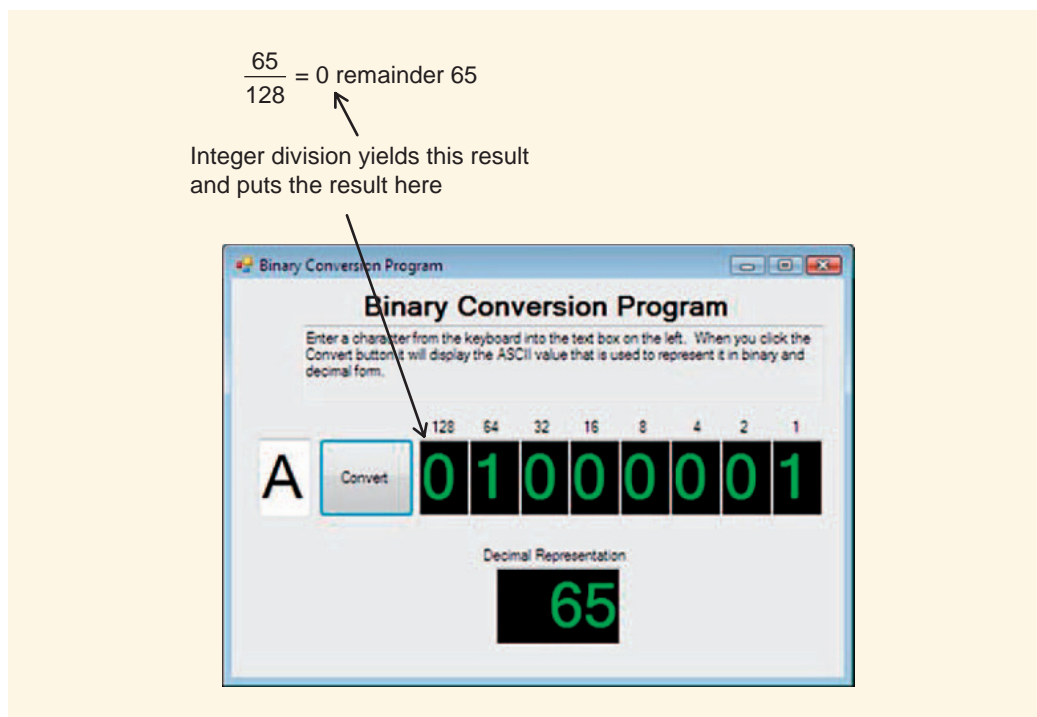 65
128
= 0 remainder 65
Integer division yields this result
and puts the result here
Binary Conversion Program
Binary Conversion Program
Enter a character from the keyboard into the text box on the left. When you click the
Convert button it will display the ASCII value that is used to represent it in binary and
decimal form.
128 64 32 16 8 4 2 1
A Convert 0 1 0 0 0 0 0 1
Decimal Representation
65